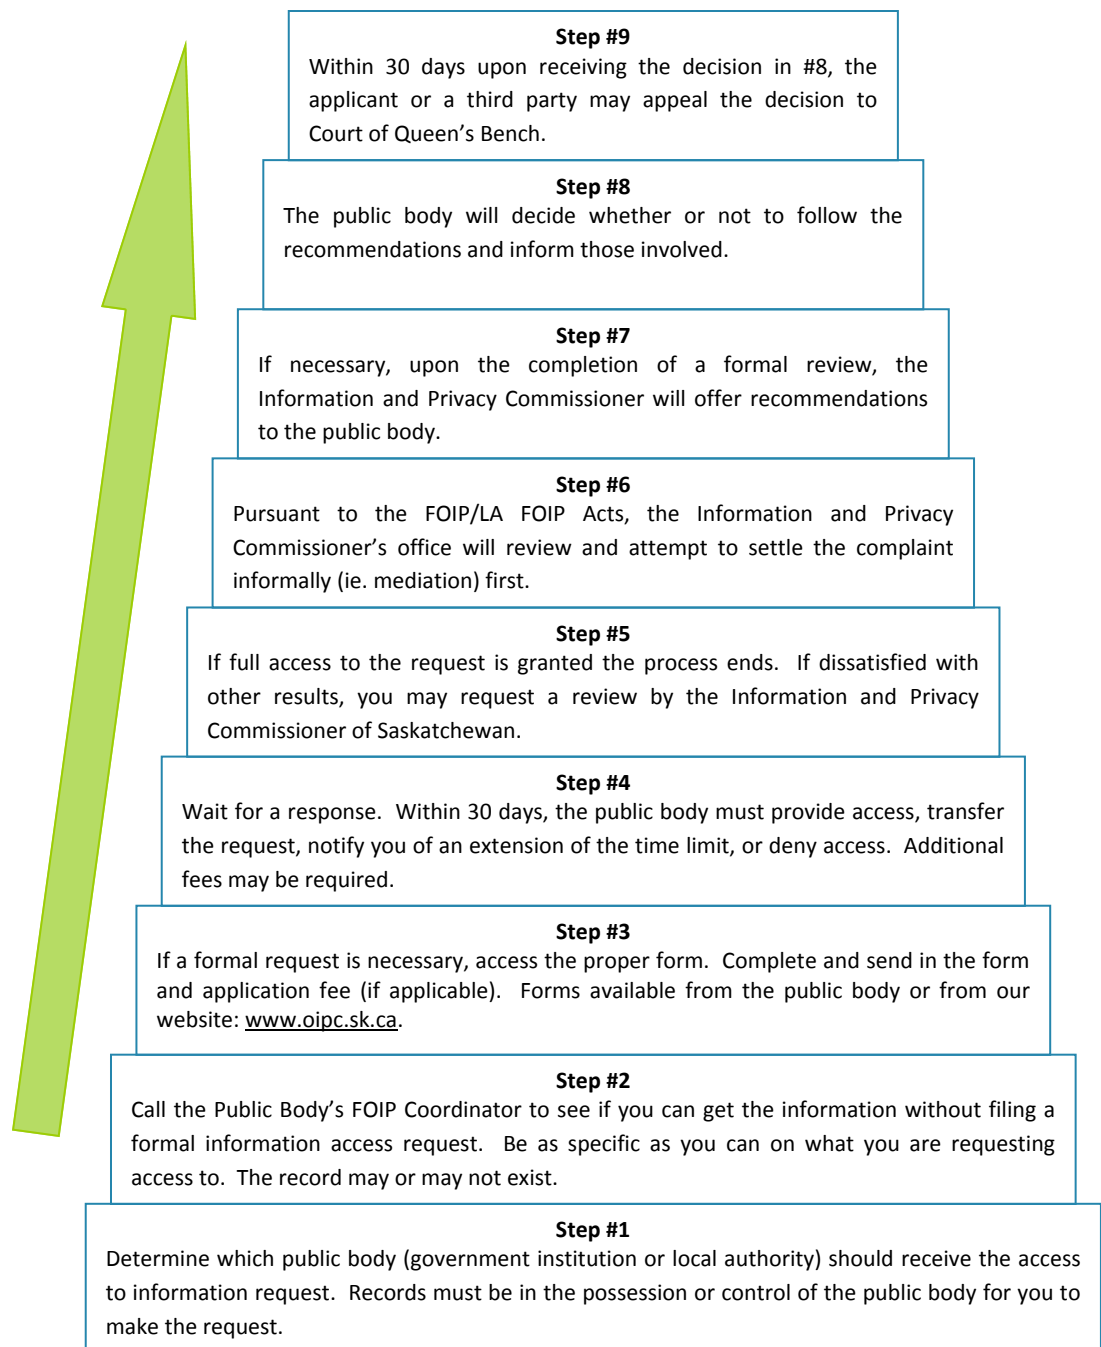 Step #9
Within 30 days upon receiving the decision in #8, the
applicant or a third party may appeal the decision to
Court of Queen’s Bench.
Step #8
The public body will decide whether or not to follow the
recommendations and inform those involved.
Step #7
If necessary, upon the completion of a formal review, the
Information and Privacy Commissioner will offer recommendations
to the public body.
Step #6
Pursuant to the FOIP/LA FOIP Acts, the Information and Privacy
Commissioner’s office will review and attempt to settle the complaint
informally (ie. mediation) first.
Step #5
If full access to the request is granted the process ends. If dissatisfied with
other results, you may request a review by the Information and Privacy
Commissioner of Saskatchewan.
Step #4
Wait for a response. Within 30 days, the public body must provide access, transfer
the request, notify you of an extension of the time limit, or deny access. Additional
fees may be required.
Step #3
If a formal request is necessary, access the proper form. Complete and send in the form
and application fee (if applicable). Forms available from the public body or from our
website: www.oipc.sk.ca.
Step #2
Call the Public Body’s FOIP Coordinator to see if you can get the information without filing a
formal information access request. Be as specific as you can on what you are requesting
access to. The record may or may not exist.
Step #1
Determine which public body (government institution or local authority) should receive the access
to information request. Records must be in the possession or control of the public body for you to
make the request.